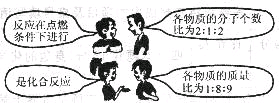 反应在点燃
条件下进行
各物质的分子个数
比为2:1:2
是化合反应
各物质的质量
比为1:8:9